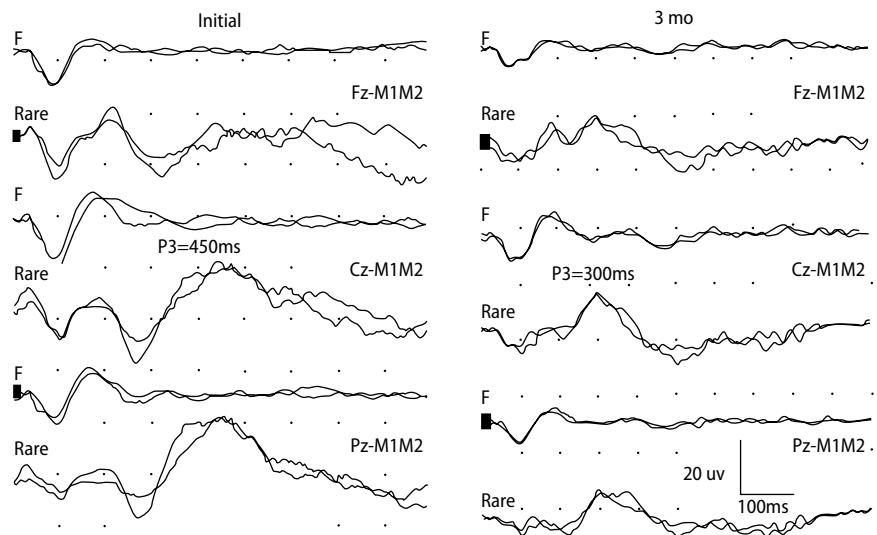 Initial
F
Fz-M1M2
Rare
F
P3=450ms
Cz-M1M2
Rare
F
Rare
Pz-M1M2
3 mo
F
Fz-M1M2
Rare
F
Cz-M1M2
P3=300ms
Rare
F
Pz-M1M2
20 uv
100ms
Rare